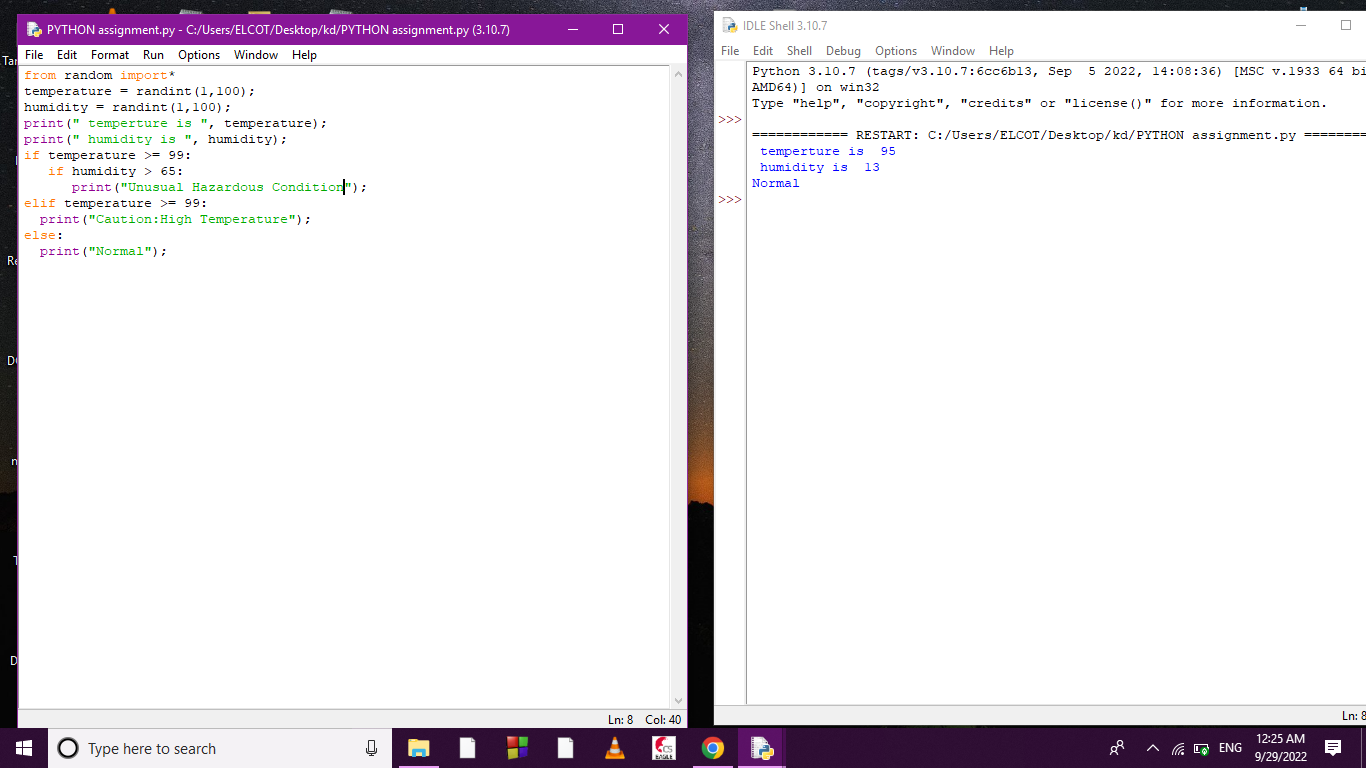 PYTHON assignment.py - C:/Users/ELCOT/Desktop/kd/PYTHON assignment.py (3.10.7)
File Edit Format Run Options Window Help
from random import*
temperature = randint(1,100);
humidity = randint(1,100);
print(" temperture is ", temperature);
print(" humidity is ", humidity);
if temperature >= 99:
   if humidity > 65:
      print("Unusual Hazardous Condition");
elif temperature >= 99:
  print("Caution:High Temperature");
else:
  print("Normal");
Ln: 8 Col: 40
IDLE Shell 3.10.7
File Edit Shell Debug Options Window Help
Python 3.10.7 (tags/v3.10.7:6cc6b13, Sep  5 2022, 14:08:36) [MSC v.1933 64 bi
AMD64)] on win32
Type "help", "copyright", "credits" or "license()" for more information.
>>>
============ RESTART: C:/Users/ELCOT/Desktop/kd/PYTHON assignment.py ========
 temperture is  95
 humidity is  13
Normal
>>>
Ln: 8
Type here to search
CS
EAGLE
ENG
12:25 AM
9/29/2022